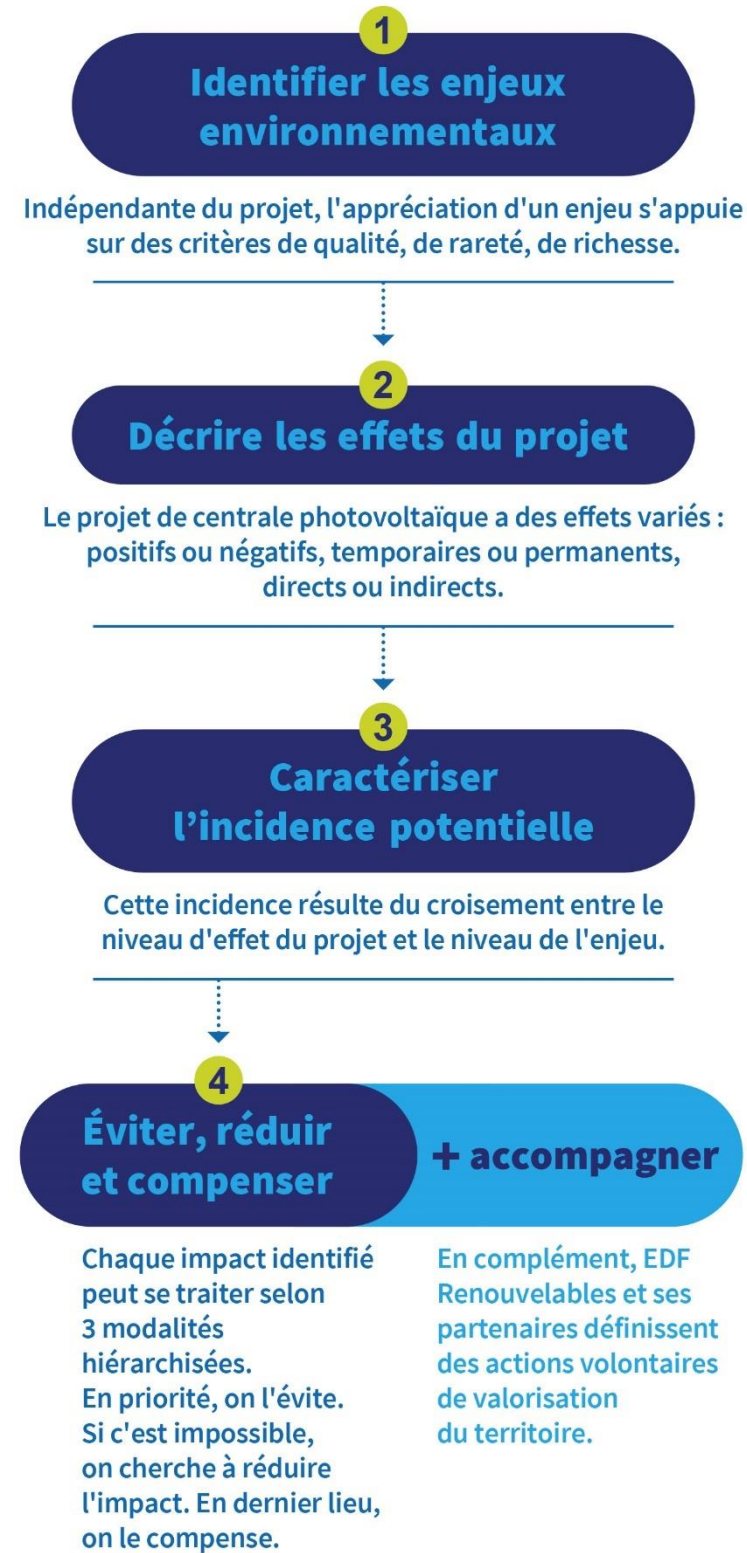 1
Identifier les enjeux
environnementaux
Indépendante du projet, l'appréciation d'un enjeu s'appuie
sur des critères de qualité, de rareté, de richesse.
2
Décrire les effets du projet
Le projet de centrale photovoltaïque a des effets variés :
positifs ou négatifs, temporaires ou permanents,
directs ou indirects.
3
Caractériser
l’incidence potentielle
Cette incidence résulte du croisement entre le
niveau d'effet du projet et le niveau de l'enjeu.
4
Éviter, réduire
et compenser
+ accompagner
Chaque impact identifié
peut se traiter selon
3 modalités
hiérarchisées.
En priorité, on l'évite.
Si c'est impossible,
on cherche à réduire
l'impact. En dernier lieu,
on le compense.
En complément, EDF
Renouvelables et ses
partenaires définissent
des actions volontaires
de valorisation
du territoire.